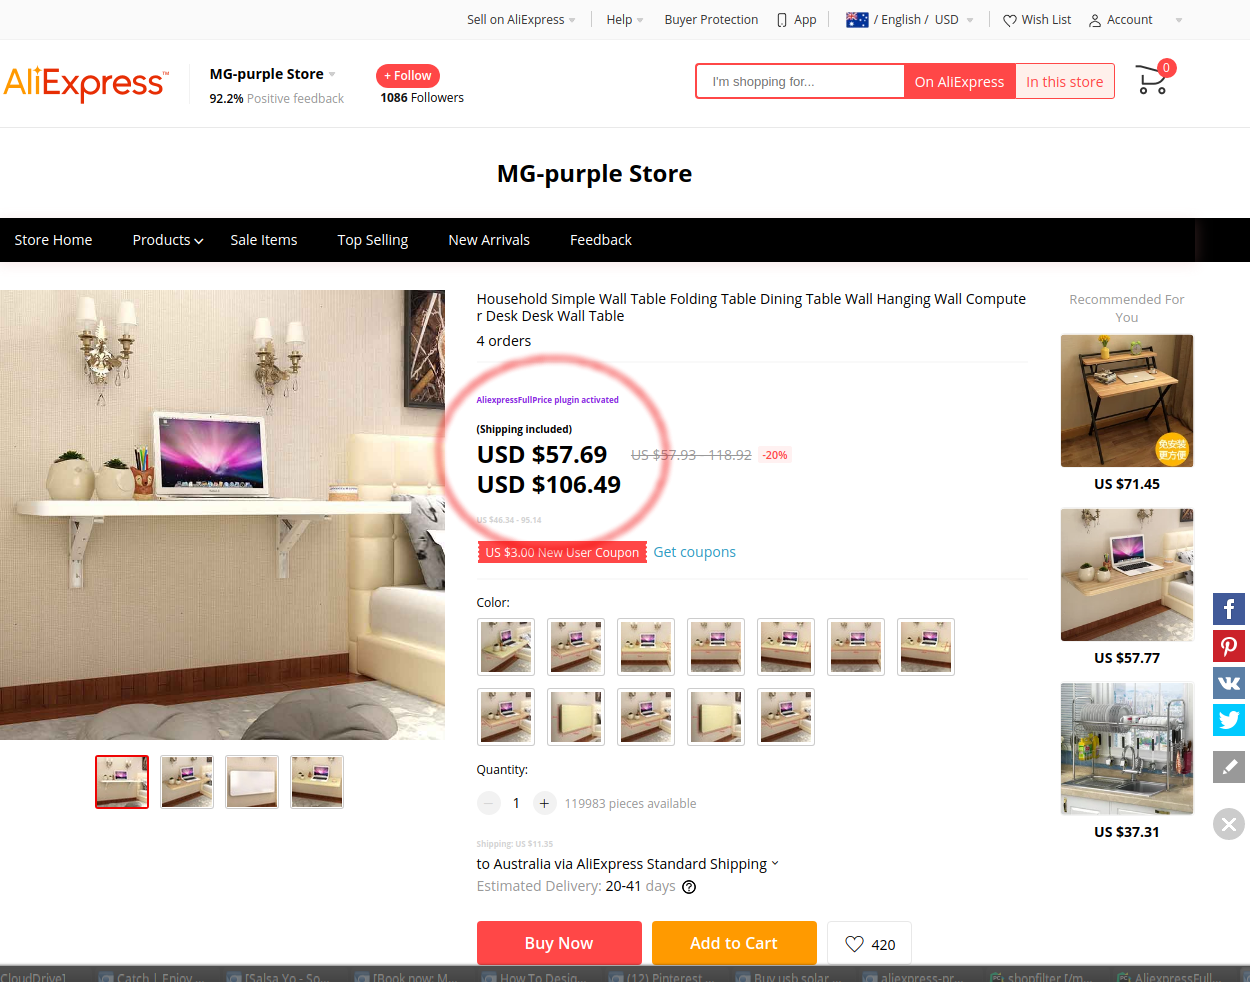 Sell on AliExpress
Help
Buyer Protection
App
/ English / USD
Wish List
Account
AliExpress™
MG-purple Store
92.2% Positive feedback
+ Follow
1086 Followers
I'm shopping for...
On AliExpress
In this store
0
MG-purple Store
Store Home
Products
Sale Items
Top Selling
New Arrivals
Feedback
Household Simple Wall Table Folding Table Dining Table Wall Hanging Wall Compute
r Desk Desk Wall Table
4 orders
AliexpressFullPrice plugin activated
(Shipping included)
USD $57.69
US $57.93 - 118.92
-20%
USD $106.49
US $46.34 - 95.14
US $3.00 New User Coupon
Get coupons
Color:
Quantity:
1
119983 pieces available
Shipping: US $11.35
to Australia via AliExpress Standard Shipping
Estimated Delivery: 20-41 days
Buy Now
Add to Cart
420
Recommended For
You
免安装
更方便
US $71.45
US $57.77
US $37.31
CloudDrive]
Catch | Enjoy
[Salsa Yo - So...
[Book now: M...
How To Desig...
(12) Pinterest
Buy usb solar
aliexpress-pr...
shopfilter [/m...
AliexpressFull...